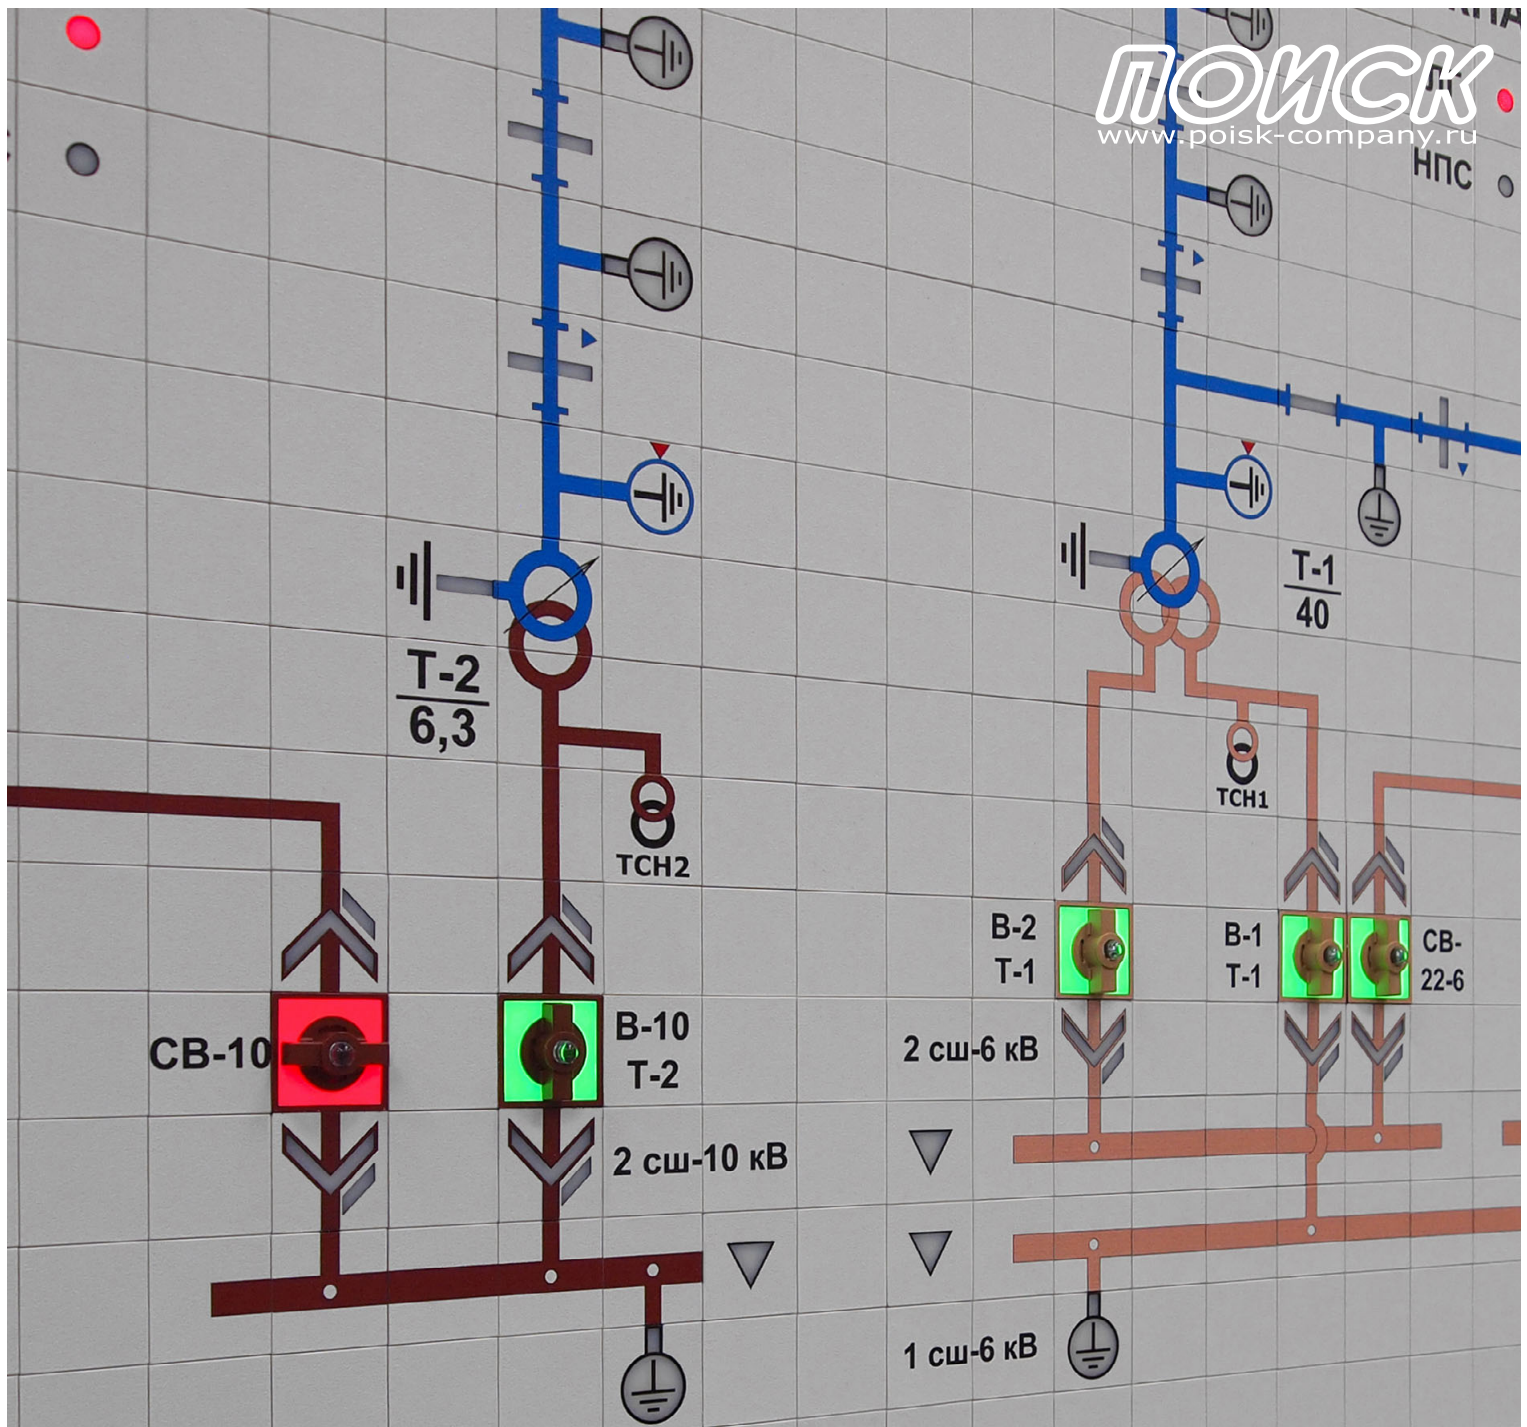 ПОИСК
www.poisk-company.ru
НПС
Т-1
40
Т-2
6,3
ТСН1
ТСН2
В-2
Т-1
В-1
Т-1
СВ-
22-6
СВ-10
В-10
Т-2
2 сш-6 кВ
2 сш-10 кВ
1 сш-6 кВ